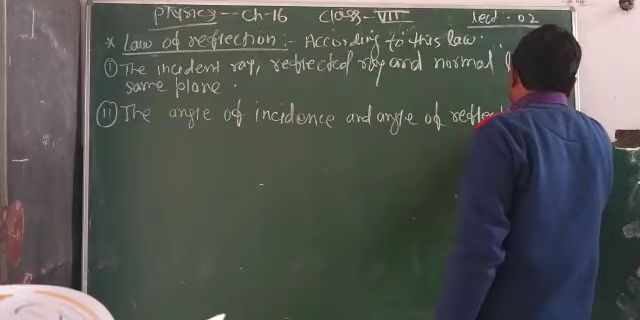 Physics -- Ch-16 Class - VII Lect - 02
* Law of reflection :- According to this law.
(i) The incident ray, reflected ray and normal
same plane.
(ii) The angle of incidence and angle of